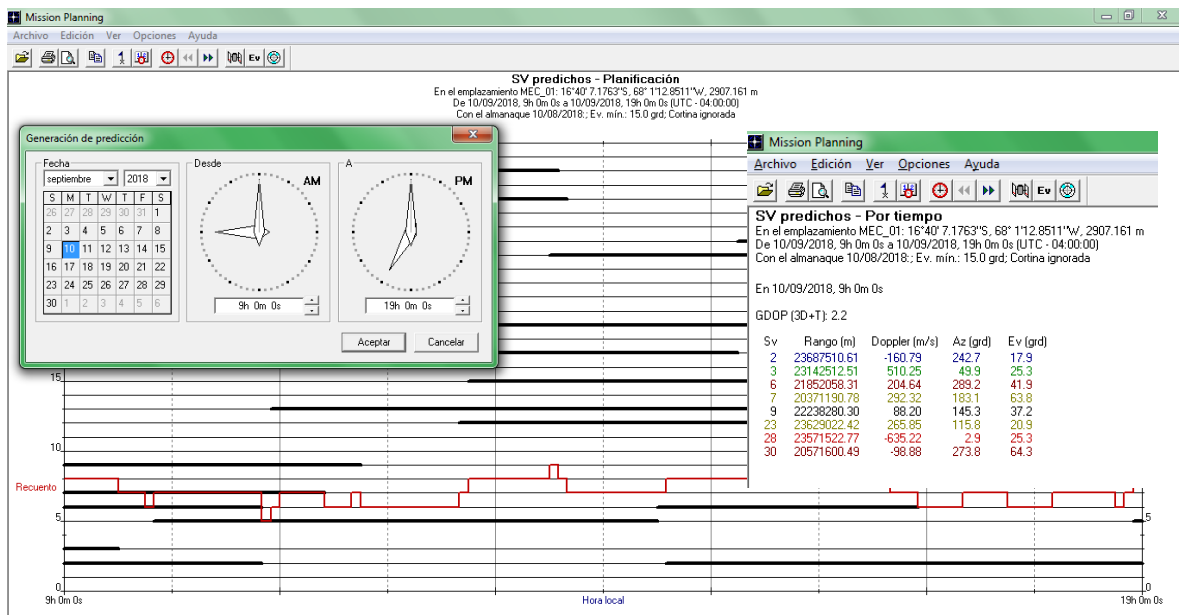 Mission Planning
Archivo Edición Ver Opciones Ayuda
SV predichos - Planificación
En el emplazamiento MEC_01: 16°40' 7.1763"S, 68° 1'12.8511"W, 2907.161 m
De 10/09/2018, 9h 0m 0s a 10/09/2018, 19h 0m 0s (UTC - 04:00:00)
Con el almanaque 10/08/2018:; Ev. mín.: 15.0 grd; Cortina ignorada
Generación de predicción
Fecha
septiembre 2018
S M T W T F S
26 27 28 29 30 31 1
2 3 4 5 6 7 8
9 10 11 12 13 14 15
16 17 18 19 20 21 22
23 24 25 26 27 28 29
30 1 2 3 4 5 6
Desde
AM
9h 0m 0s
A
PM
19h 0m 0s
Aceptar Cancelar
Mission Planning
Archivo Edición Ver Opciones Ayuda
Ev
SV predichos - Por tiempo
En el emplazamiento MEC_01: 16°40' 7.1763"S, 68° 1'12.8511"W, 2907.161 m
De 10/09/2018, 9h 0m 0s a 10/09/2018, 19h 0m 0s (UTC - 04:00:00)
Con el almanaque 10/08/2018:; Ev. mín.: 15.0 grd; Cortina ignorada
En 10/09/2018, 9h 0m 0s
GDOP (3D+T): 2.2
Sv Rango (m) Doppler (m/s) Az (grd) Ev (grd)
2 23687510.61 -160.79 242.7 17.9
3 23142512.51 510.25 49.9 25.3
6 21852058.31 204.64 289.2 41.9
7 20371190.78 292.32 183.1 63.8
9 22238280.30 88.20 145.3 37.2
23 23629022.42 265.85 115.8 20.9
28 23571522.77 -635.22 2.9 25.3
30 20571600.49 -98.88 273.8 64.3
15
10
Recuento
5 5
0 0
9h 0m 0s Hora local 19h 0m 0s